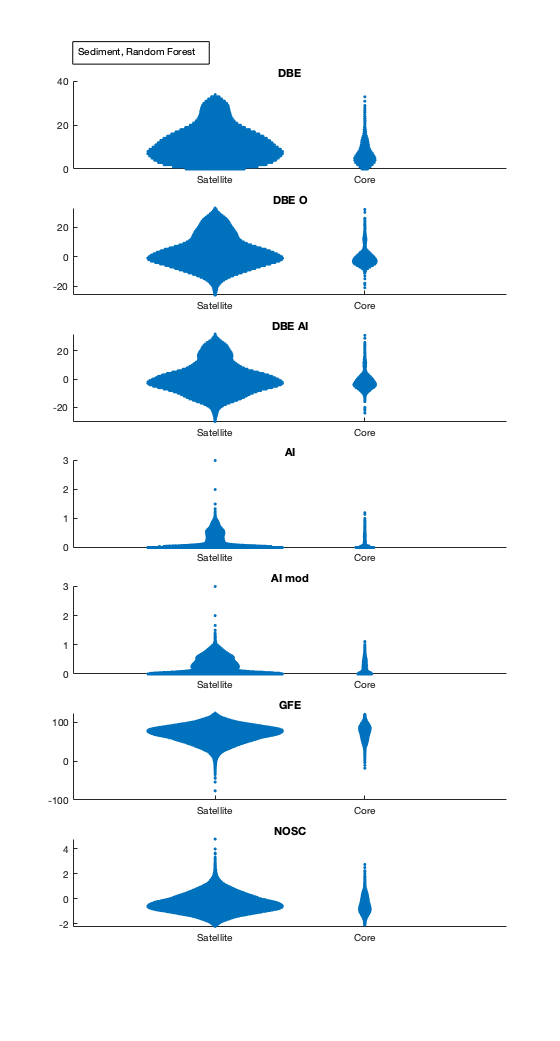 Sediment, Random Forest
DBE
40
20
0
Satellite Core
DBE O
20
0
-20
Satellite Core
DBE AI
20
0
-20
Satellite Core
AI
3
2
1
0
Satellite Core
AI mod
3
2
1
0
Satellite Core
GFE
100
0
-100
Satellite Core
NOSC
4
2
0
-2
Satellite Core